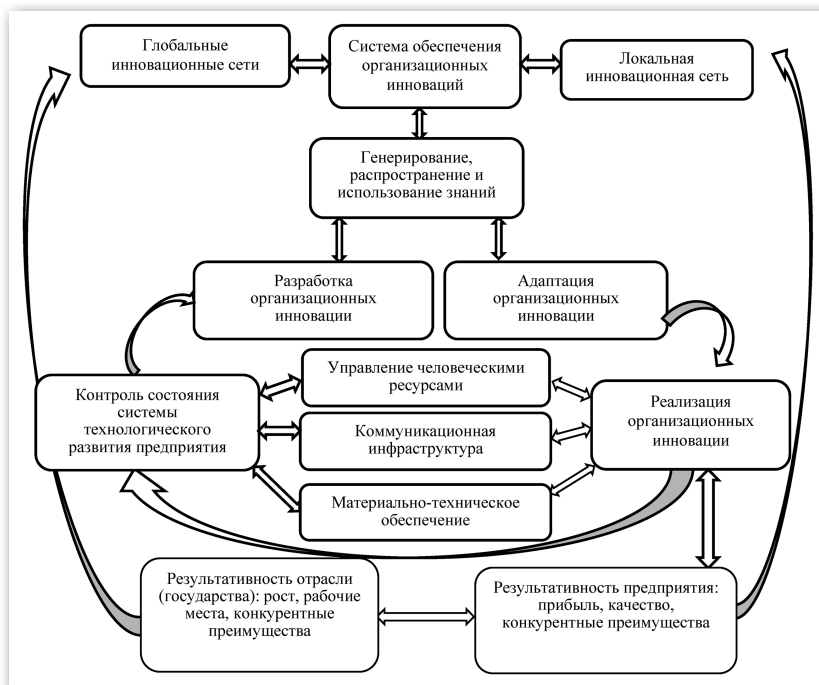 Глобальные
инновационные сети
Система обеспечения
организационных
инноваций
Локальная
инновационная сеть
Генерирование,
распространение и
использование знаний
Разработка
организационных
инновации
Адаптация
организационных
инновации
Управление человеческими
ресурсами
Контроль состояния
системы
технологического
развития предприятия
Коммуникационная
инфраструктура
Реализация
организационных
инновации
Материально-техническое
обеспечение
Результативность отрасли
(государства): рост, рабочие
места, конкурентные
преимущества
Результативность предприятия:
прибыль, качество,
конкурентные преимущества